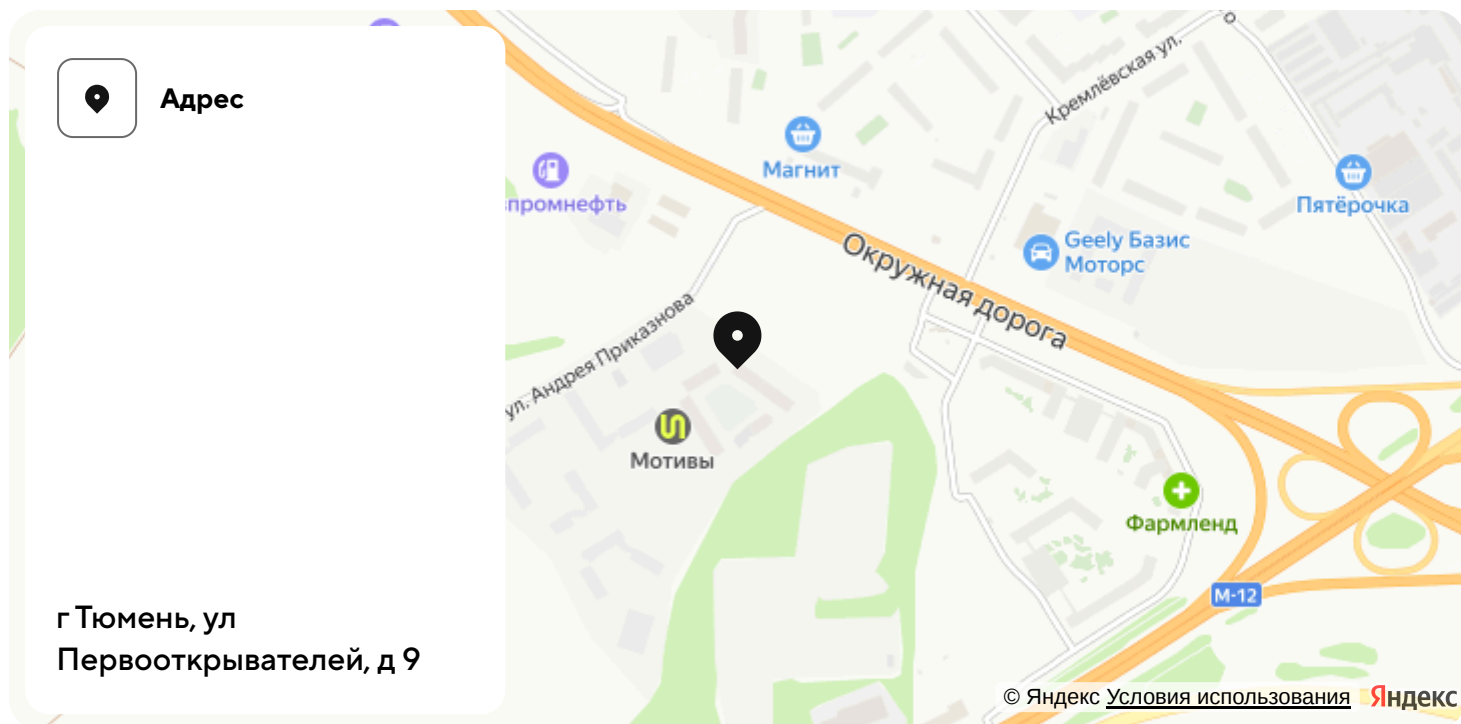 Адрес
г Тюмень, ул
Первооткрывателей, д 9
Кремлёвская ул.
Магнит
Пятёрочка
зпромнефть
Geely Базис
Моторс
Окружная дорога
ул. Андрея Приказнова
Мотивы
Фармленд
М-12
© Яндекс Условия использования Яндекс